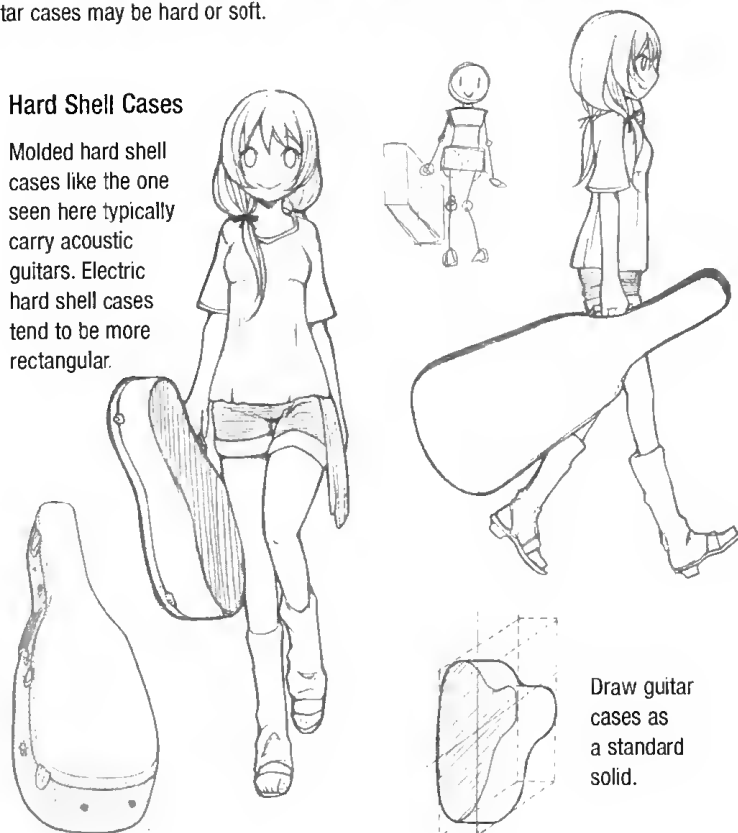 tar cases may be hard or soft.
Hard Shell Cases
Molded hard shell
cases like the one
seen here typically
carry acoustic
guitars. Electric
hard shell cases
tend to be more
rectangular.
Draw guitar
cases as
a standard
solid.